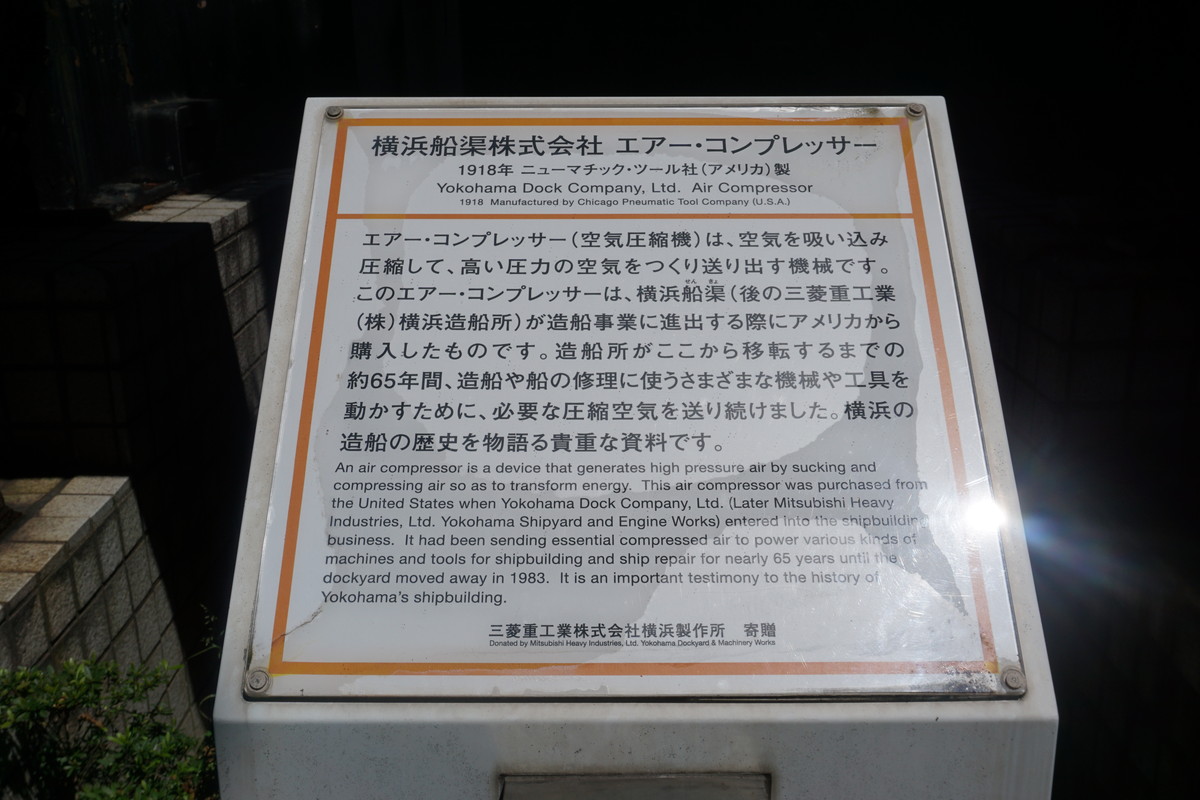 横浜船渠株式会社 エアー・コンプレッサー
1918年 ニューマチック・ツール社(アメリカ)製
Yokohama Dock Company, Ltd. Air Compressor
1918 Manufactured by Chicago Pneumatic Tool Company (U.S.A.)
エアー・コンプレッサー(空気圧縮機)は、空気を吸い込み
圧縮して、高い圧力の空気をつくり送り出す機械です。
せん きょ
このエアー・コンプレッサーは、横浜船渠(後の三菱重工業
(株)横浜造船所)が造船事業に進出する際にアメリカから
購入したものです。造船所がここから移転するまでの
約65年間、造船や船の修理に使うさまざまな機械や工具を
動かすために、必要な圧縮空気を送り続けました。横浜の
造船の歴史を物語る貴重な資料です。
An air compressor is a device that generates high pressure air by sucking and
compressing air so as to transform energy. This air compressor was purchased from
the United States when Yokohama Dock Company, Ltd. (Later Mitsubishi Heavy
Industries, Ltd. Yokohama Shipyard and Engine Works) entered into the shipbuilding
business. It had been sending essential compressed air to power various kinds of
machines and tools for shipbuilding and ship repair for nearly 65 years until the
dockyard moved away in 1983. It is an important testimony to the history of
Yokohama's shipbuilding.
三菱重工業株式会社横浜製作所 寄贈
Donated by Mitsubishi Heavy Industries, Ltd. Yokohama Dockyard & Machinery Works